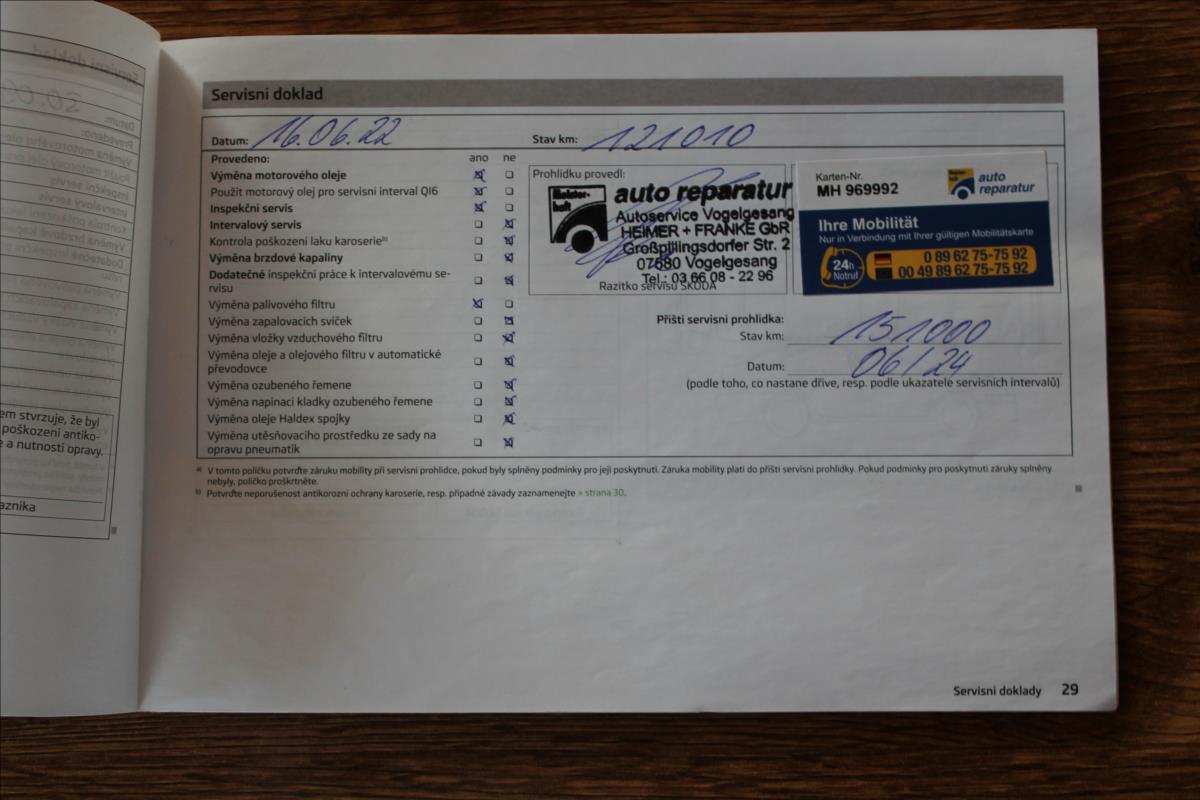 Servisní doklad
Datum: 16.06.22
Stav km: 121010
Provedeno: ano ne
Výměna motorového oleje
Použit motorový olej pro servisní interval QI6
Inspekční servis
Intervalový servis
Kontrola poškození laku karoserieb)
Výměna brzdové kapaliny
Dodatečné inspekční práce k intervalovému se-
rvisu
Výměna palivového filtru
Výměna zapalovacích svíček
Výměna vložky vzduchového filtru
Výměna oleje a olejového filtru v automatické
převodovce
Výměna ozubeného řemene
Výměna napínací kladky ozubeného řemene
Výměna oleje Haldex spojky
Výměna utěsňovacího prostředku ze sady na
opravu pneumatik
Prohlídku provedl:
Meister-
haft
auto reparatur
Autoservice Vogelgesang
HEIMER + FRANKE GbR
Großpillingsdorfer Str. 2
07580 Vogelgesang
Tel.: 03 66 08 - 22 96
Razítko servisu ŠKODA
Karten-Nr.
MH 969992
Meister
haft
auto
reparatur
Ihre Mobilität
Nur in Verbindung mit Ihrer gültigen Mobilitätskarte
24h
Notruf
0 89 62 75-75 92
00 49 89 62 75-75 92
Příští servisní prohlídka:
Stav km: 151000
Datum: 06/24
(podle toho, co nastane dříve, resp. podle ukazatele servisních intervalů)
a) V tomto políčku potvrďte záruku mobility při servisní prohlídce, pokud byly splněny podmínky pro její poskytnutí. Záruka mobility platí do příští servisní prohlídky. Pokud podmínky pro poskytnutí záruky splněny
nebyly, políčko proškrtněte.
b) Potvrďte neporušenost antikorozní ochrany karoserie, resp. případné závady zaznamenejte » strana 30.
em stvrzuje, že byl
poškození antiko-
e a nutnosti opravy.
azníka
Servisní doklady 29